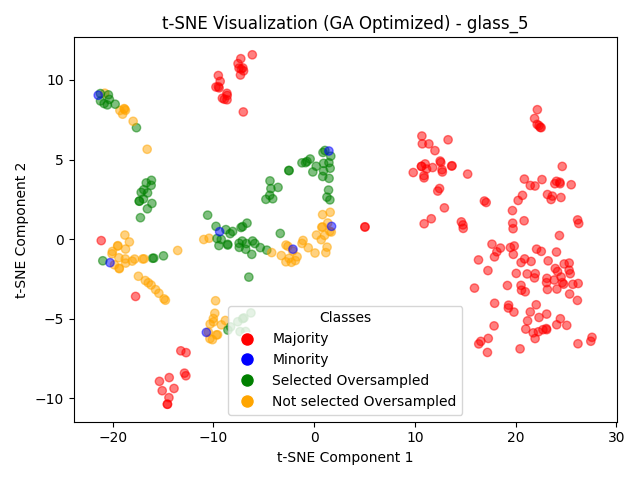 t-SNE Visualization (GA Optimized) - glass_5
t-SNE Component 2
10
5
0
−5
−10
Classes
Majority
Minority
Selected Oversampled
Not selected Oversampled
−20
−10
0
10
20
30
t-SNE Component 1